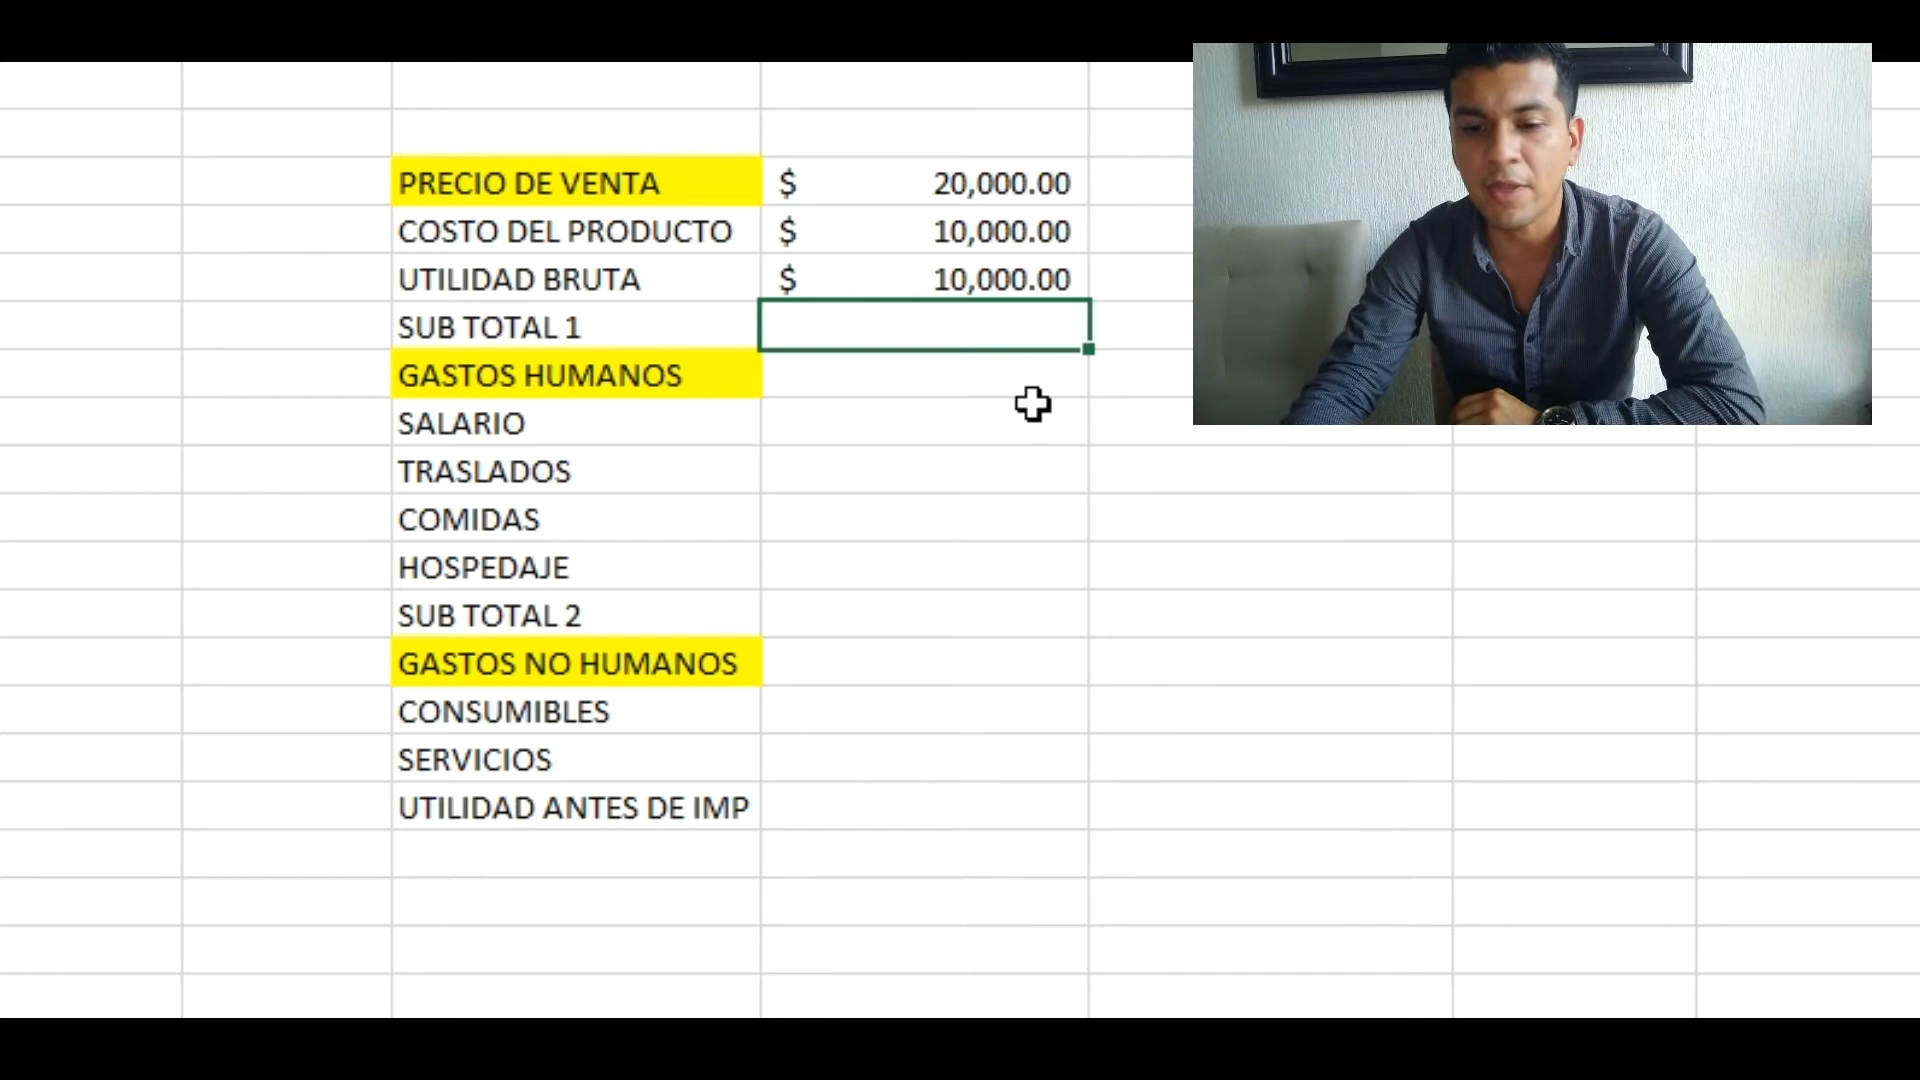 PRECIO DE VENTA $ 20,000.00
COSTO DEL PRODUCTO $ 10,000.00
UTILIDAD BRUTA $ 10,000.00
SUB TOTAL 1
GASTOS HUMANOS
SALARIO
TRASLADOS
COMIDAS
HOSPEDAJE
SUB TOTAL 2
GASTOS NO HUMANOS
CONSUMIBLES
SERVICIOS
UTILIDAD ANTES DE IMP